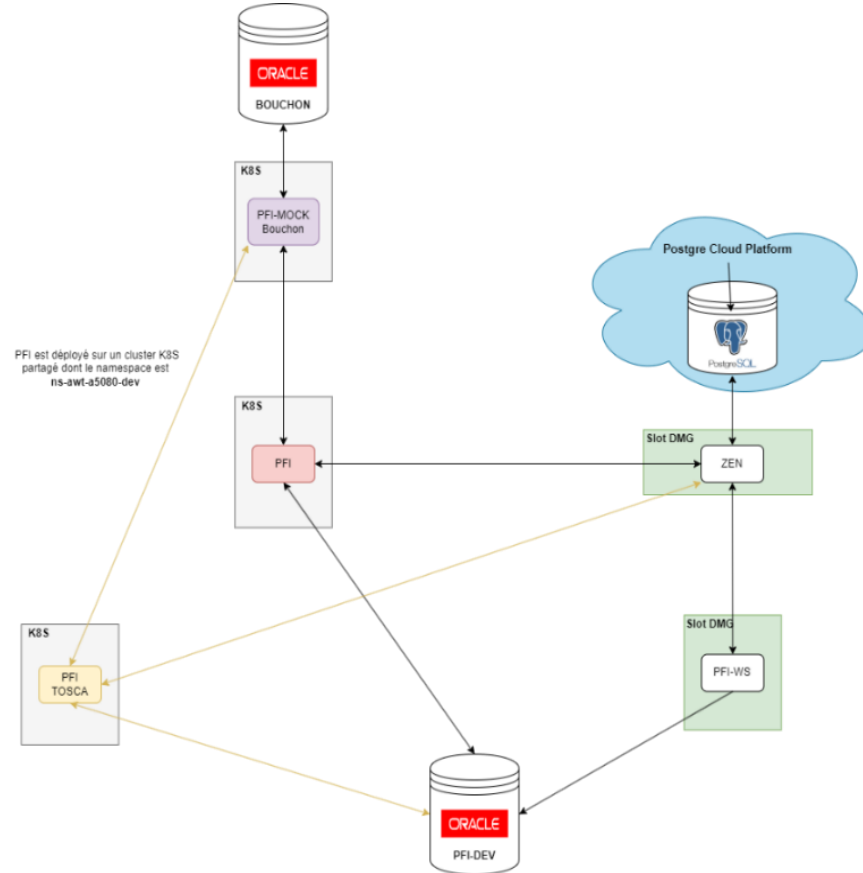 ORACLE
BOUCHON
K8S
PFI-MOCK
Bouchon
Postgre Cloud Platform
PostgreSQL
PFI est déployé sur un cluster K8S
partagé dont le namespace est
ns-awt-a5080-dev
K8S
PFI
Slot DMG
ZEN
K8S
PFI
TOSCA
Slot DMG
PFI-WS
ORACLE
PFI-DEV